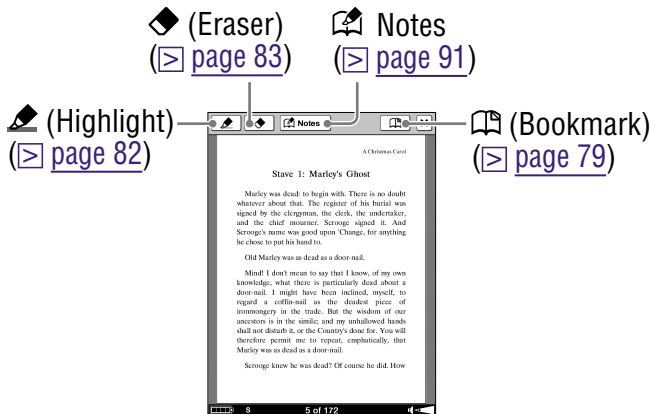 (Eraser)
(> page 83)
Notes
(> page 91)
(Highlight)
(> page 82)
(Bookmark)
(> page 79)
Notes
A Christmas Carol
Stave 1: Marley's Ghost
Marley was dead: to begin with. There is no doubt
whatever about that. The register of his burial was
signed by the clergyman, the clerk, the undertaker,
and the chief mourner. Scrooge signed it. And
Scrooge's name was good upon 'Change, for anything
he chose to put his hand to.
Old Marley was as dead as a door-nail.
Mind! I don't mean to say that I know, of my own
knowledge, what there is particularly dead about a
door-nail. I might have been inclined, myself, to
regard a coffin-nail as the deadest piece of
ironmongery in the trade. But the wisdom of our
ancestors is in the simile; and my unhallowed hands
shall not disturb it, or the Country's done for. You will
therefore permit me to repeat, emphatically, that
Marley was as dead as a door-nail.
Scrooge knew he was dead? Of course he did. How
S
5 of 172